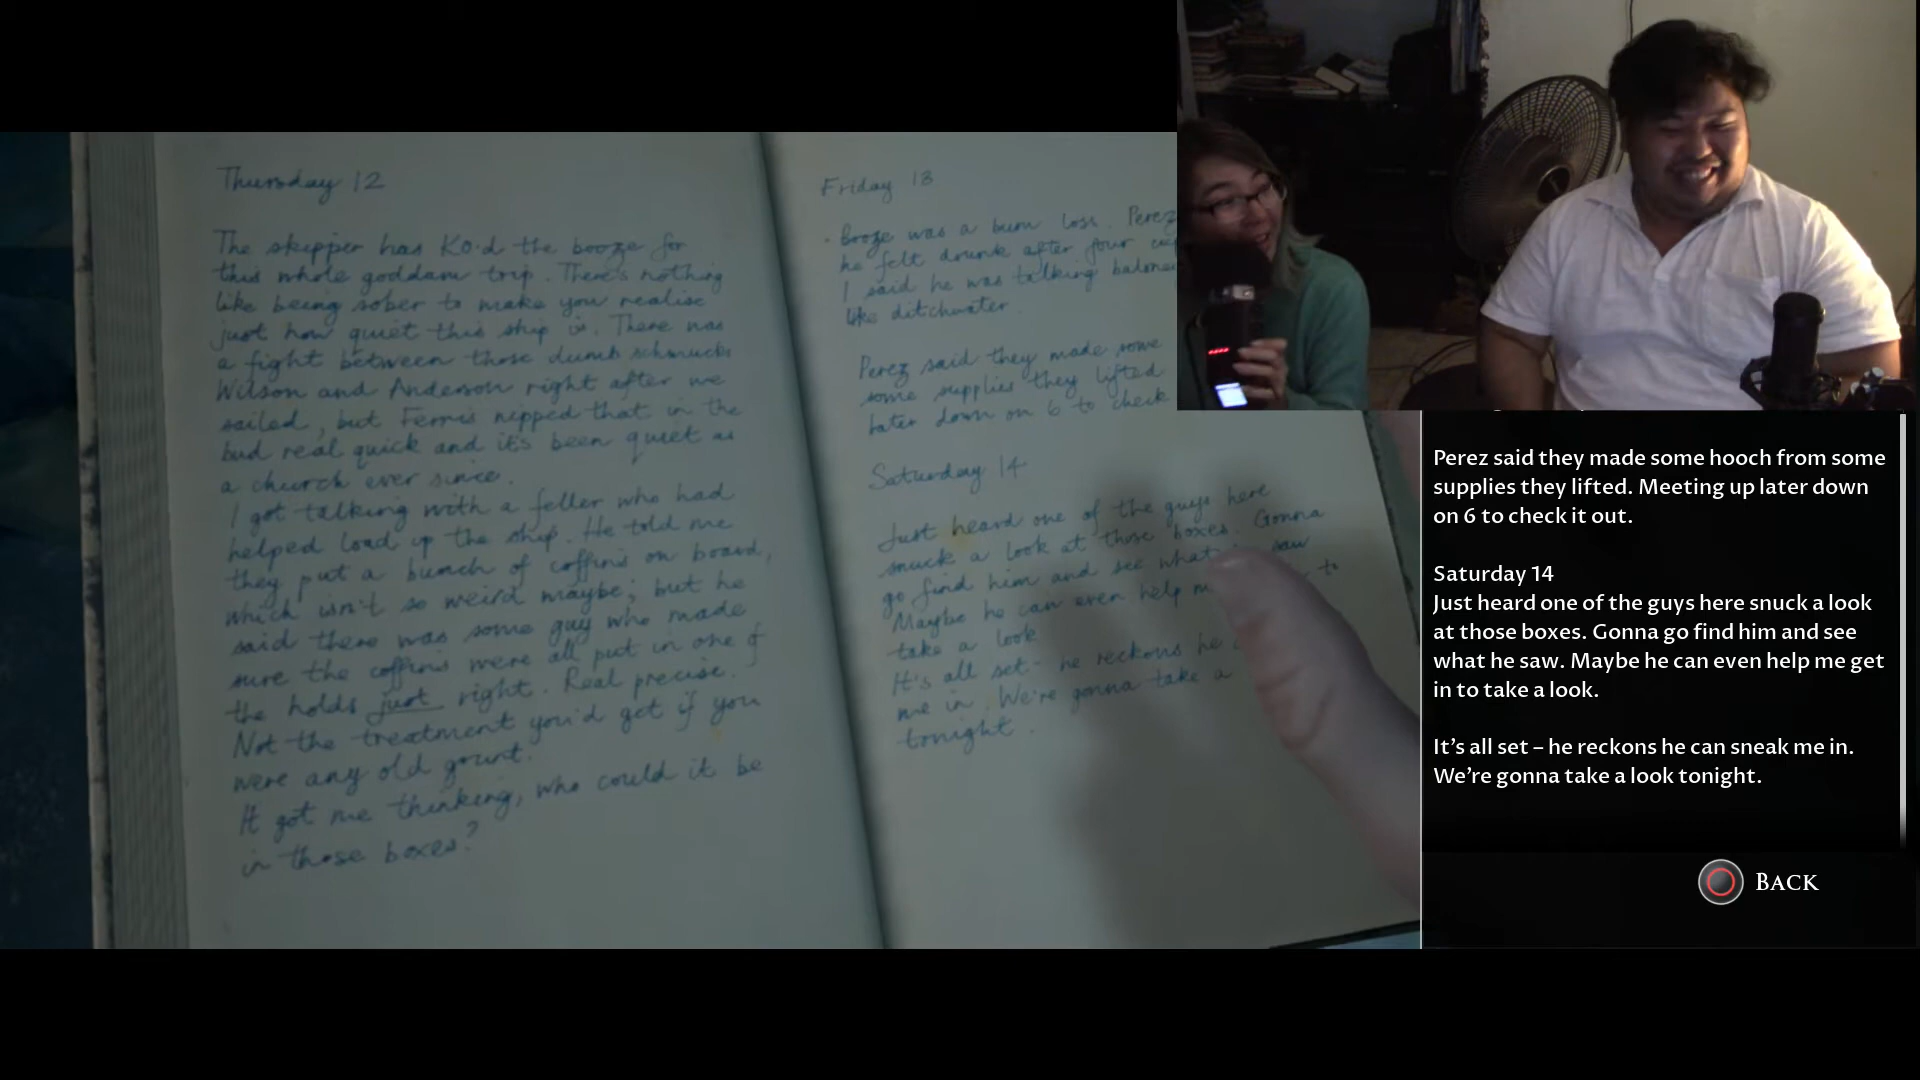 Thursday 12
The skipper has KO.d the booze for
this whole goddam trip. There's nothing
like being sober to make you realise
just how quiet this ship is. There was
a fight between those dumb schmucks
Wilson and Anderson right after we
sailed, but Ferris nipped that in the
bud real quick and it's been quiet as
a church ever since.
I got talking with a feller who had
helped load up the ship. He told me
they put a bunch of coffins on board,
which isn't so weird maybe; but he
said there was some guy who made
sure the coffins were all put in one of
the holds just right. Real precise.
Not the treatment you'd get if you
were any old grunt.
It got me thinking, who could it be
in those boxes?
Friday 13
Booze was a bum loss. Perez
he felt drunk after four
I said he was talking
like ditchwater.
Perez said they made some
some supplies they lifted
later down on 6 to check
Saturday 14
Just heard one of the guys here
snuck a look at those boxes. Gonna
go find him and see what saw
Maybe he can even help to
take a look
It's all set - he reckons he
me in. We're gonna take a
tonight.
Perez said they made some hooch from some
supplies they lifted. Meeting up later down
on 6 to check it out.
Saturday 14
Just heard one of the guys here snuck a look
at those boxes. Gonna go find him and see
what he saw. Maybe he can even help me get
in to take a look.
It's all set – he reckons he can sneak me in.
We're gonna take a look tonight.
BACK